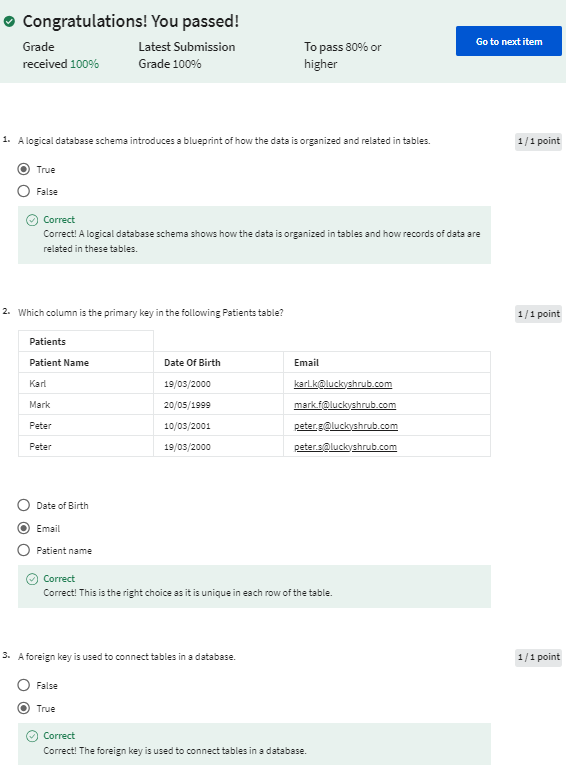 Congratulations! You passed!
Grade received 100%
Latest Submission Grade 100%
To pass 80% or higher
Go to next item
1. A logical database schema introduces a blueprint of how the data is organized and related in tables.
1 / 1 point
True
False
Correct
Correct! A logical database schema shows how the data is organized in tables and how records of data are
related in these tables.
2. Which column is the primary key in the following Patients table?
1 / 1 point
Patients
Patient Name Date Of Birth Email
Karl 19/03/2000 karl.k@luckyshrub.com
Mark 20/05/1999 mark.f@luckyshrub.com
Peter 10/03/2001 peter.g@luckyshrub.com
Peter 19/03/2000 peter.s@luckyshrub.com
Date of Birth
Email
Patient name
Correct
Correct! This is the right choice as it is unique in each row of the table.
3. A foreign key is used to connect tables in a database.
1 / 1 point
False
True
Correct
Correct! The foreign key is used to connect tables in a database.